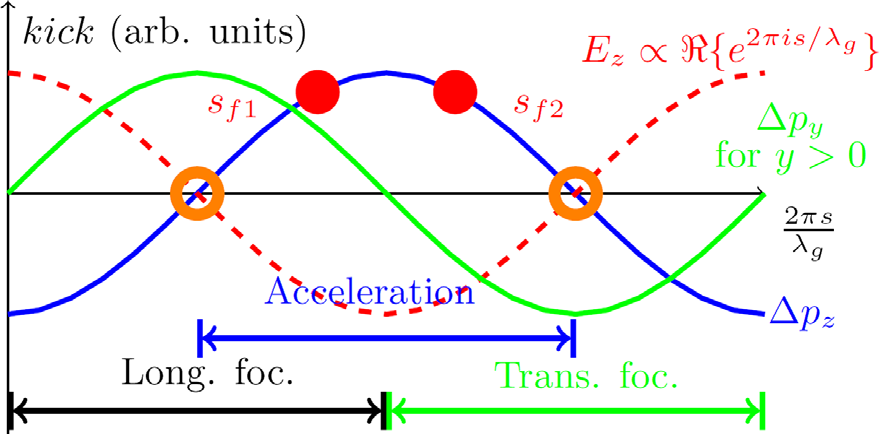 kick (arb. units)
E_z ∝ ℜ{e^{2πis/λ_g}}
s_{f1}
s_{f2}
Δp_y
for y > 0
2πs
λ_g
Acceleration
Δp_z
Long. foc.
Trans. foc.